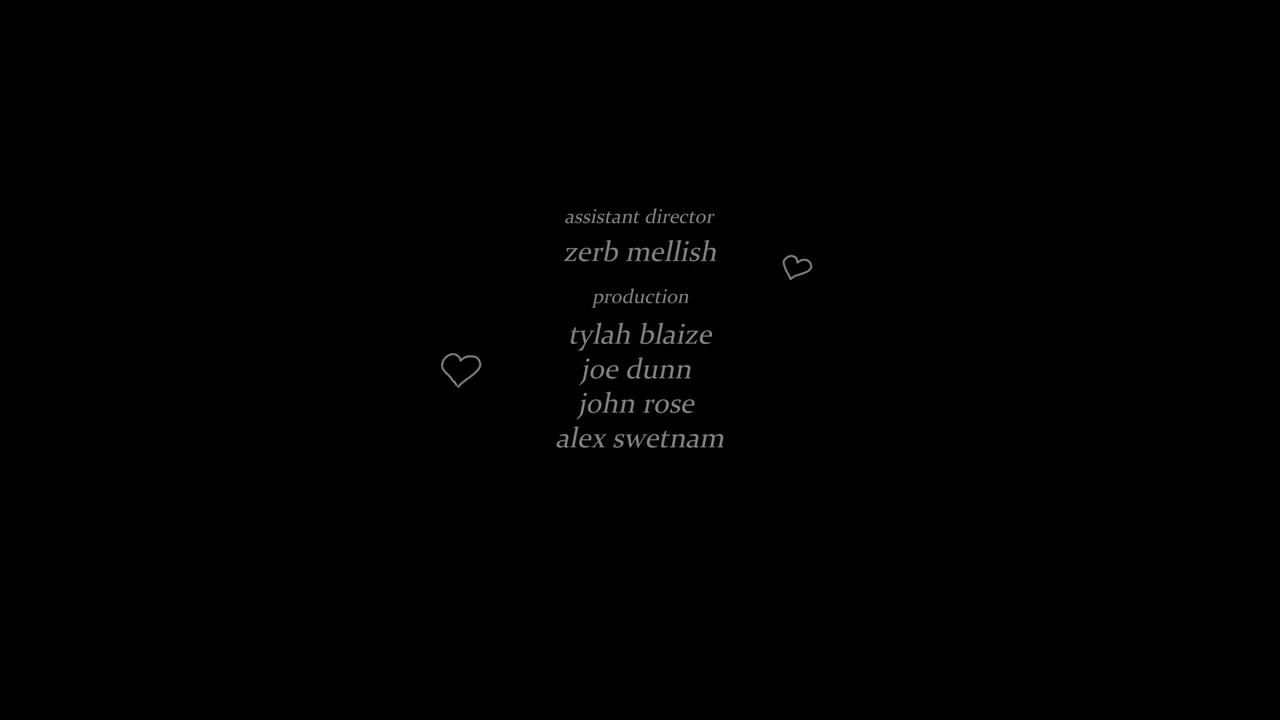 assistant director
zerb mellish
production
tylah blaize
joe dunn
john rose
alex swetnam